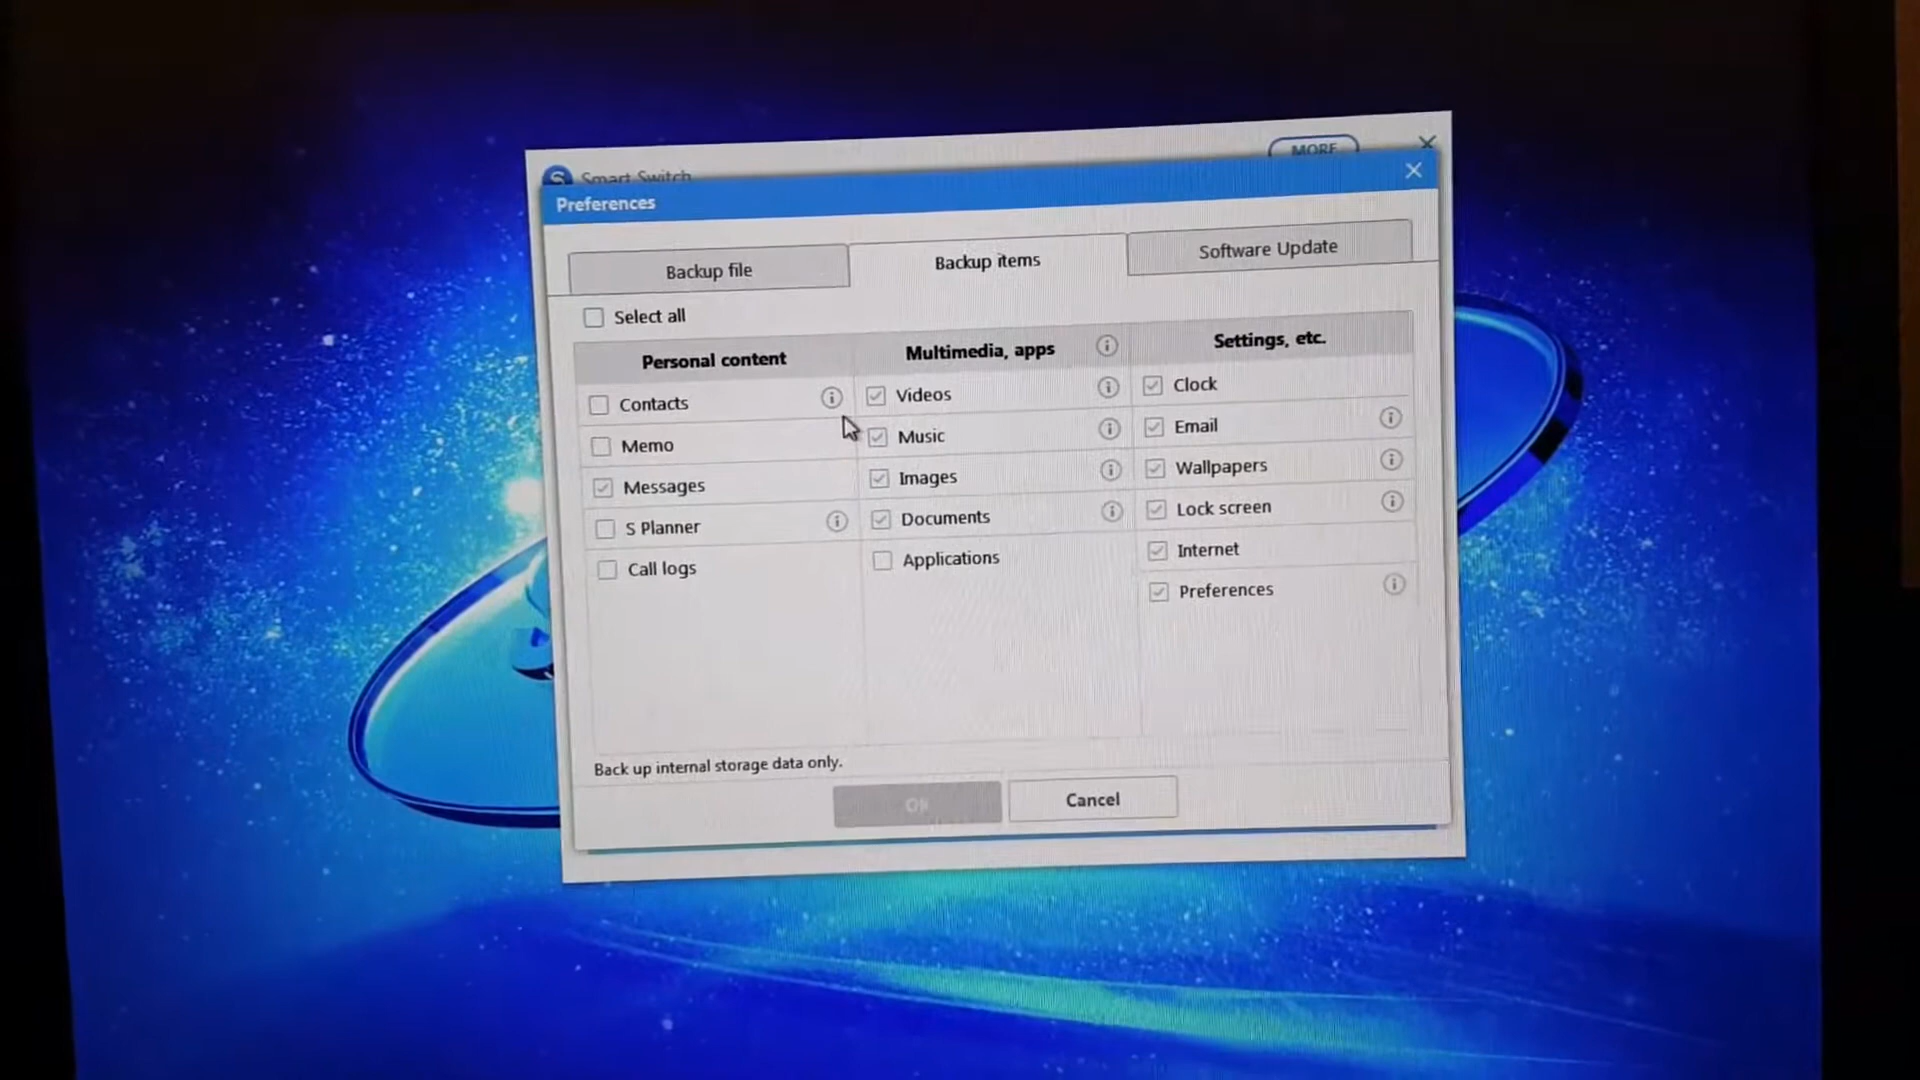 Smart Switch
MORE
Preferences
Backup file
Backup items
Software Update
Select all
Personal content
Multimedia, apps
Settings, etc.
Contacts
Videos
Clock
Memo
Music
Email
Messages
Images
Wallpapers
S Planner
Documents
Lock screen
Call logs
Applications
Internet
Preferences
Back up internal storage data only.
OK
Cancel